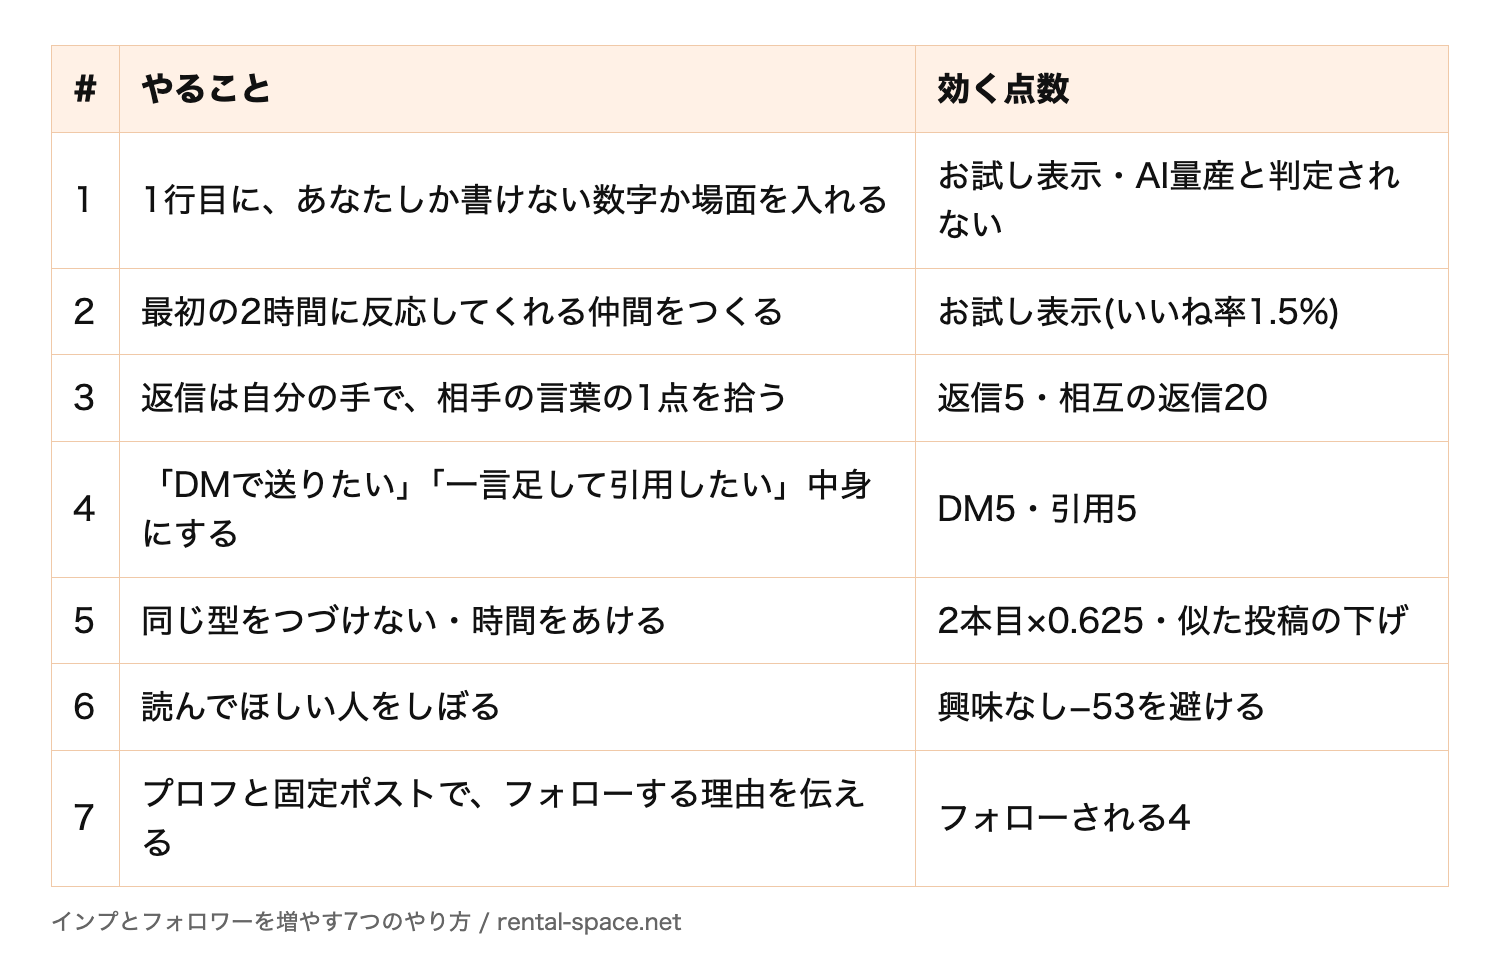 # やること 効く点数
1 1行目に、あなたしか書けない数字か場面を入れる お試し表示・AI量産と判定され
ない
2 最初の2時間に反応してくれる仲間をつくる お試し表示(いいね率1.5%)
3 返信は自分の手で、相手の言葉の1点を拾う 返信5・相互の返信20
4 「DMで送りたい」「一言足して引用したい」中身
にする DM5・引用5
5 同じ型をつづけない・時間をあける 2本目×0.625・似た投稿の下げ
6 読んでほしい人をしぼる 興味なし−53を避ける
7 プロフと固定ポストで、フォローする理由を伝え
る フォローされる4
インプとフォロワーを増やす7つのやり方 / rental-space.net